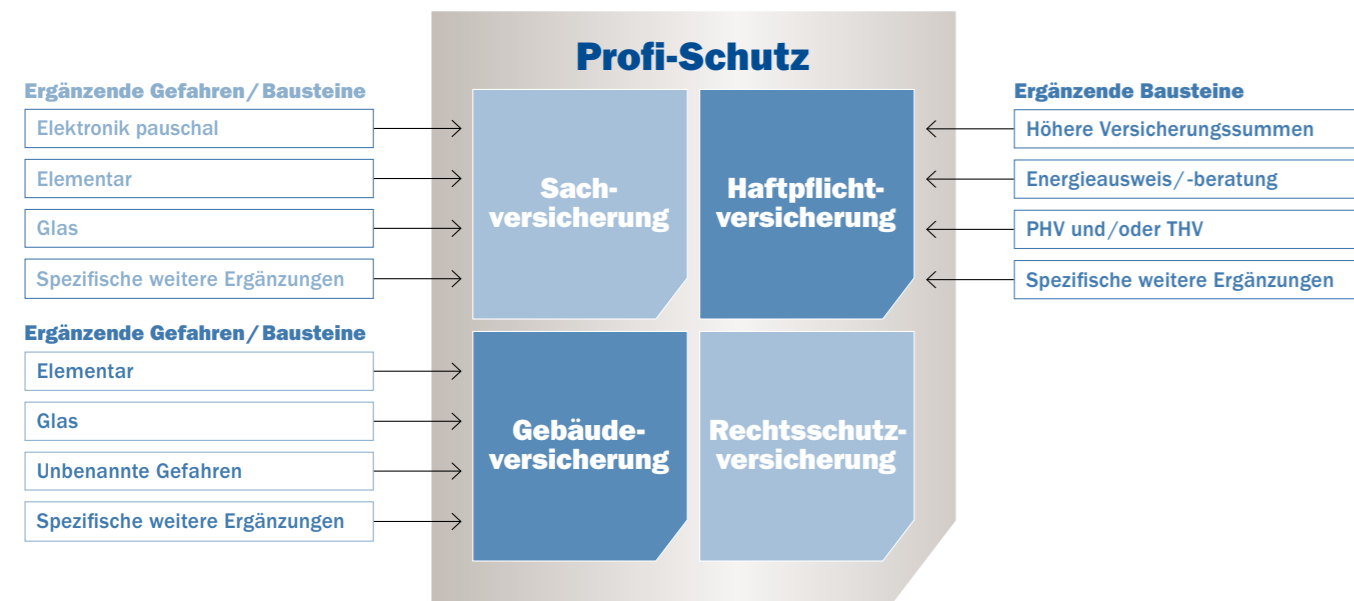 Profi-Schutz
Ergänzende Gefahren/Bausteine
Elektronik pauschal
Elementar
Glas
Spezifische weitere Ergänzungen
Sach-
versicherung
Haftpflicht-
versicherung
Ergänzende Bausteine
Höhere Versicherungssummen
Energieausweis/-beratung
PHV und/oder THV
Spezifische weitere Ergänzungen
Ergänzende Gefahren/Bausteine
Elementar
Glas
Unbenannte Gefahren
Spezifische weitere Ergänzungen
Gebäude-
versicherung
Rechtsschutz-
versicherung